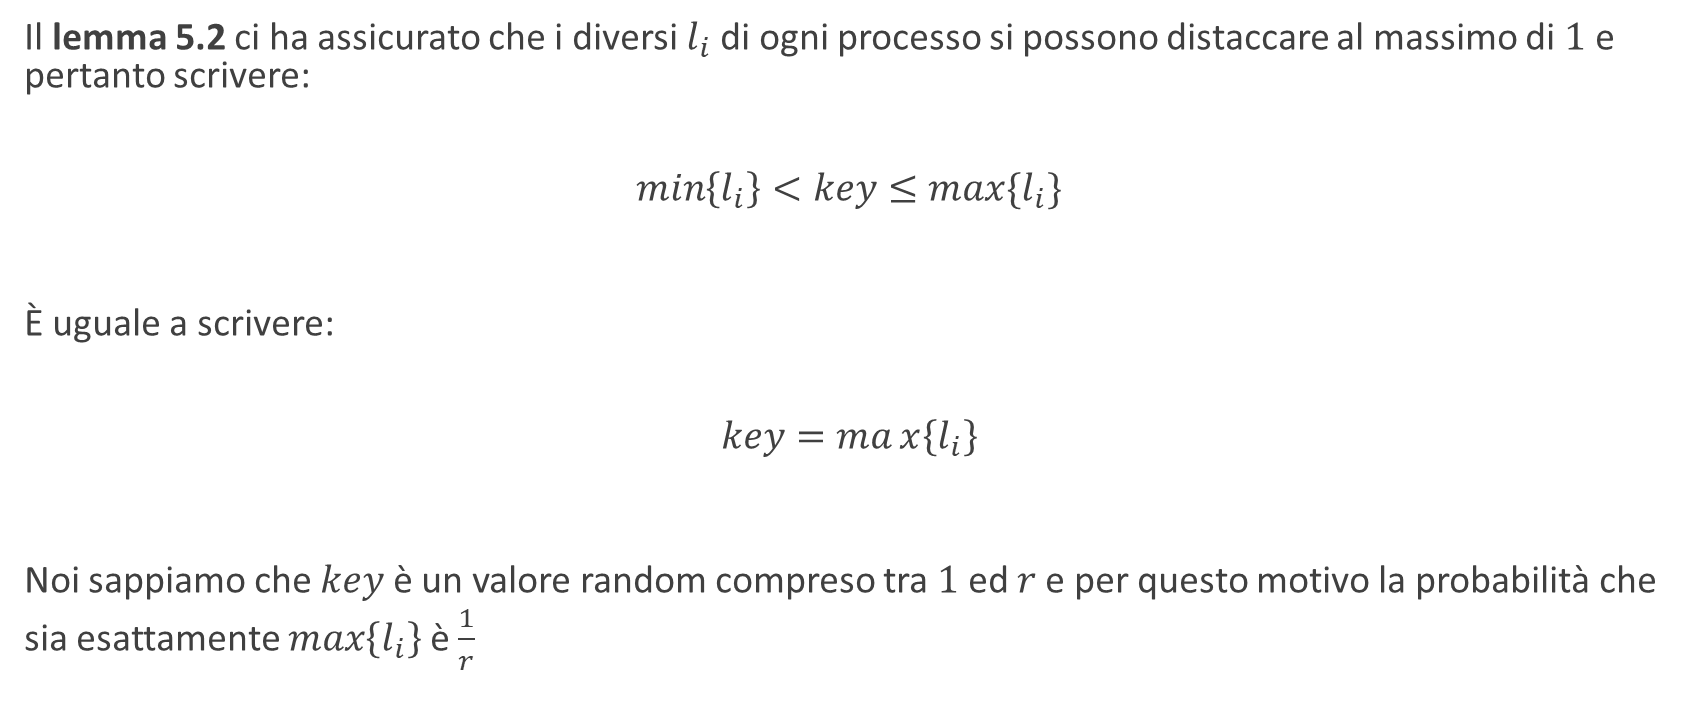 Il lemma 5.2 ci ha assicurato che i diversi 𝑙ᵢ di ogni processo si possono distaccare al massimo di 1 e
pertanto scrivere:
𝑚𝑖𝑛{𝑙ᵢ} < 𝑘𝑒𝑦 ≤ 𝑚𝑎𝑥{𝑙ᵢ}
È uguale a scrivere:
𝑘𝑒𝑦 = 𝑚𝑎 𝑥{𝑙ᵢ}
Noi sappiamo che 𝑘𝑒𝑦 è un valore random compreso tra 1 ed 𝑟 e per questo motivo la probabilità che
sia esattamente 𝑚𝑎𝑥{𝑙ᵢ} è 1/𝑟